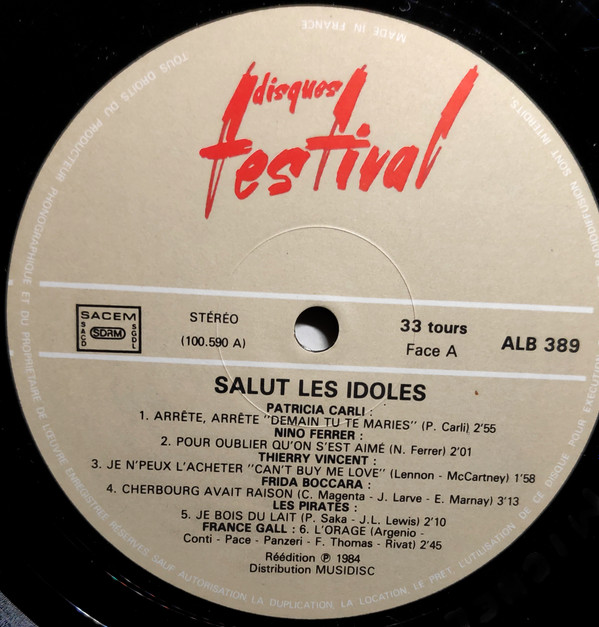 MADE IN FRANCE
TOUS DROITS DU PRODUCTEUR PHONOGRAPHIQUE ET DU PROPRIETAIRE DE L'ŒUVRE ENREGISTREE RESERVES SAUF AUTORISATION LA DUPLICATION, LA LOCATION, LE PRET, L'UTILISATION DE CE DISQUE POUR EXECUTION
RADIODIFFUSION SONT INTERDITS
disques
festival
SACEM
SACD
SDRM
SGDL
STÉRÉO
(100.590 A)
33 tours
Face A
ALB 389
SALUT LES IDOLES
PATRICIA CARLI :
1. ARRÊTE, ARRÊTE "DEMAIN TU TE MARIES" (P. Carli) 2'55
NINO FERRER :
2. POUR OUBLIER QU'ON S'EST AIMÉ (N. Ferrer) 2'01
THIERRY VINCENT :
3. JE N'PEUX L'ACHETER "CAN'T BUY ME LOVE" (Lennon - McCartney) 1'58
FRIDA BOCCARA :
4. CHERBOURG AVAIT RAISON (C. Magenta - J. Larve - E. Marnay) 3'13
LES PIRATES :
5. JE BOIS DU LAIT (P. Saka - J.L. Lewis) 2'10
FRANCE GALL : 6. L'ORAGE (Argenio -
Conti - Pace - Panzeri - F. Thomas - Rivat) 2'45
Réédition ℗ 1984
Distribution MUSIDISC